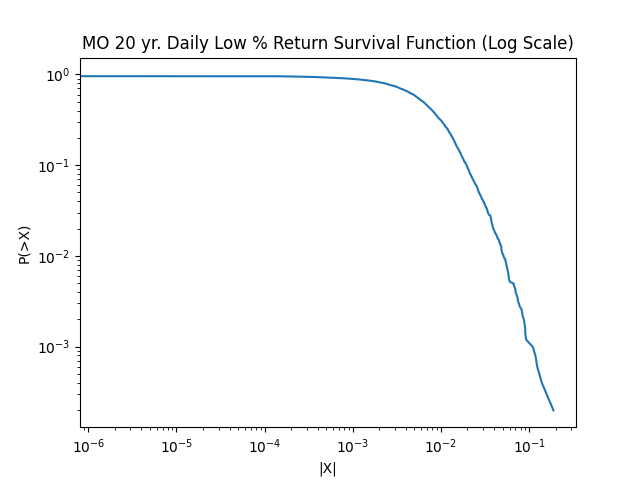 MO 20 yr. Daily Low % Return Survival Function (Log Scale)
10⁰
10⁻¹
10⁻²
10⁻³
P(>X)
10⁻⁶ 10⁻⁵ 10⁻⁴ 10⁻³ 10⁻² 10⁻¹
|X|